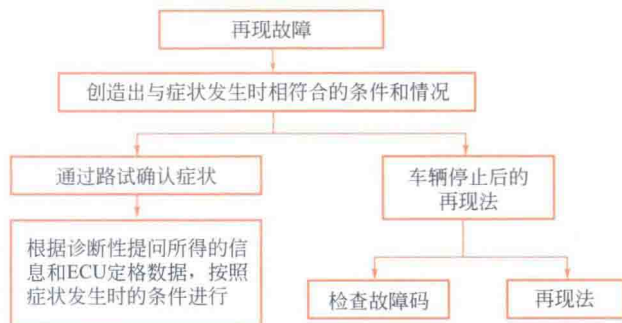 再现故障
创造出与症状发生时相符合的条件和情况
通过路试确认症状
车辆停止后的
再现法
根据诊断性提问所得的信
息和ECU定格数据，按照
症状发生时的条件进行
检查故障码
再现法